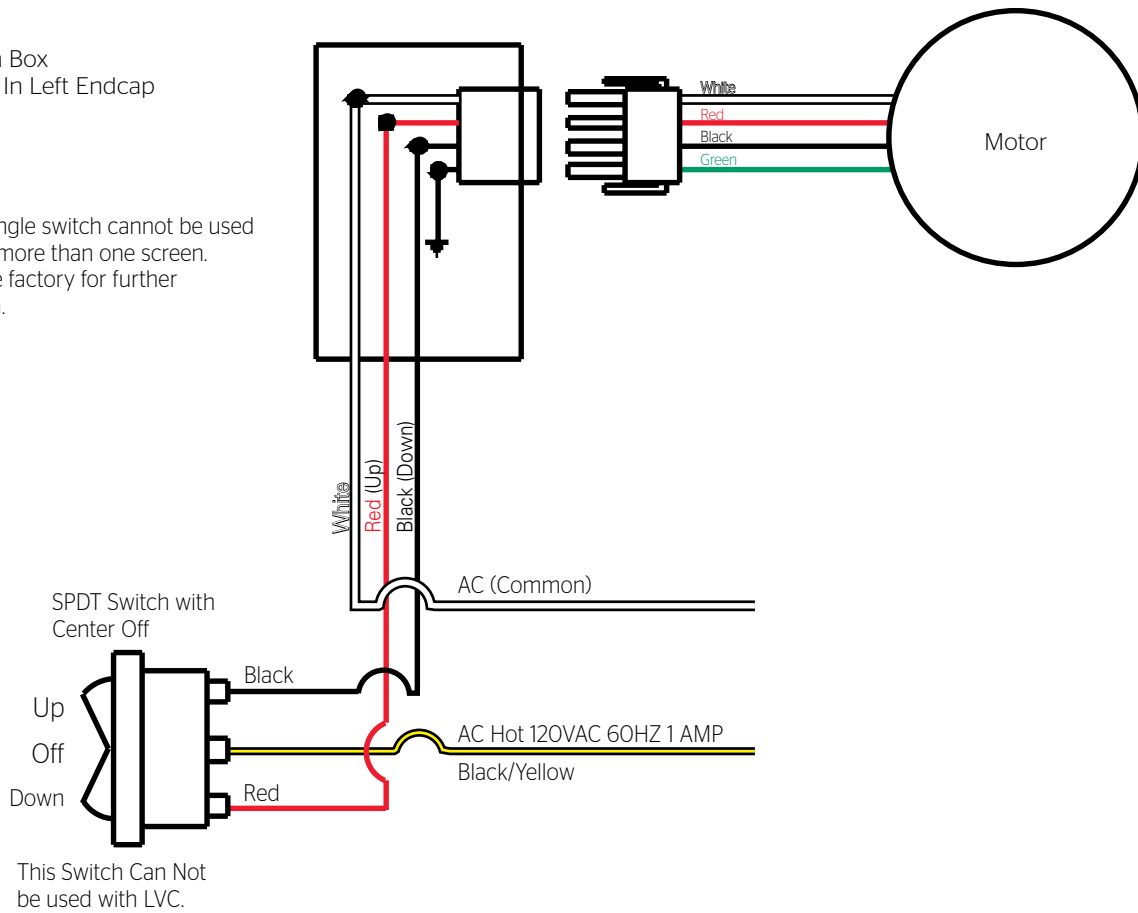 Box
In Left Endcap
switch cannot be used
more than one screen.
factory for further
White
Red
Black
Green
Motor
White
Red (Up)
Black (Down)
AC (Common)
SPDT Switch with
Center Off
Black
Up
Off
Down
AC Hot 120VAC 60HZ 1 AMP
Black/Yellow
Red
This Switch Can Not
be used with LVC.